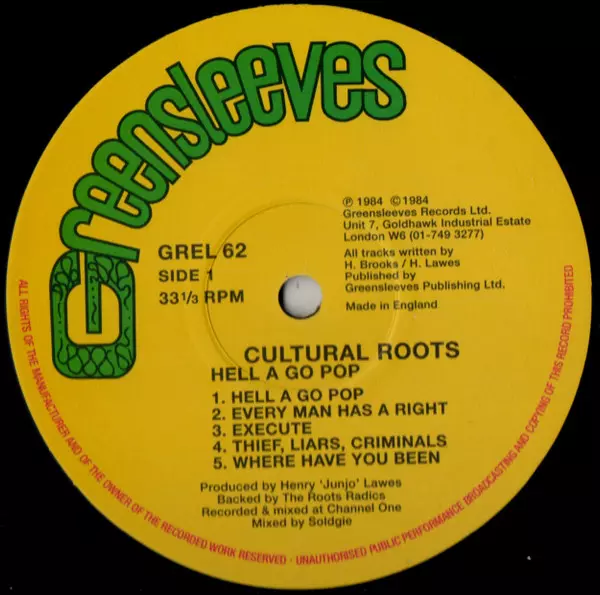 Greensleeves
℗ 1984 ©1984
Greensleeves Records Ltd.
Unit 7, Goldhawk Industrial Estate
London W6 (01-749 3277)
All tracks written by
H. Brooks / H. Lawes
Published by
Greensleeves Publishing Ltd.
Made in England
GREL 62
SIDE 1
33 1/3 RPM
CULTURAL ROOTS
HELL A GO POP
1. HELL A GO POP
2. EVERY MAN HAS A RIGHT
3. EXECUTE
4. THIEF, LIARS, CRIMINALS
5. WHERE HAVE YOU BEEN
Produced by Henry 'Junjo' Lawes
Backed by The Roots Radics
Recorded & mixed at Channel One
Mixed by Soldgie
ALL RIGHTS OF THE MANUFACTURER AND OF THE OWNER OF THE RECORDED WORK RESERVED - UNAUTHORISED PUBLIC PERFORMANCE BROADCASTING AND COPYING OF THIS RECORD PROHIBITED